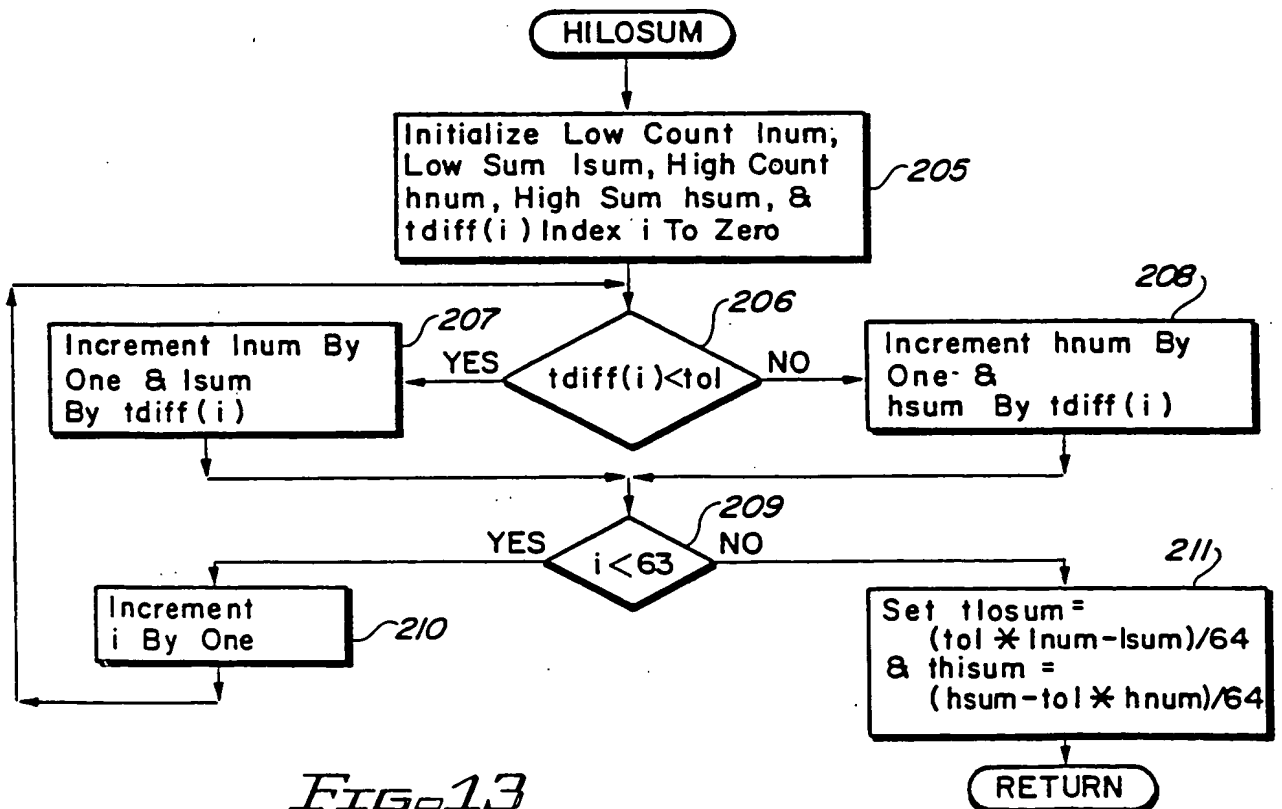 HILOSUM
Initialize Low Count lnum,
Low Sum lsum, High Count
hnum, High Sum hsum, &
tdiff(i) Index i To Zero
205
206
tdiff(i)<tol
YES
NO
207
Increment lnum By
One & lsum
By tdiff(i)
208
Increment hnum By
One &
hsum By tdiff(i)
209
i<63
YES
NO
Increment
i By One
210
211
Set tlosum=
(tol * lnum-lsum)/64
& thisum =
(hsum-tol * hnum)/64
RETURN
FIG. 13